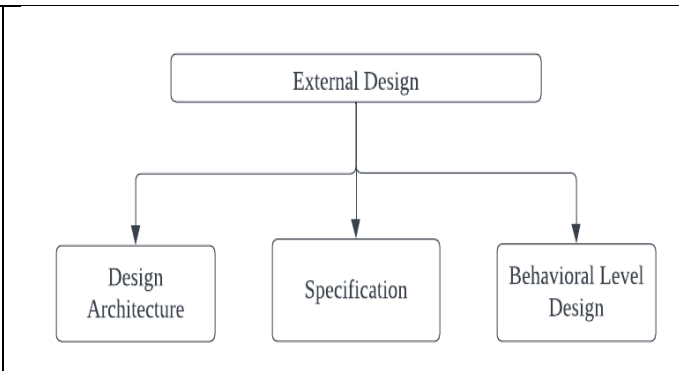 External Design
Design
Architecture
Specification
Behavioral Level
Design